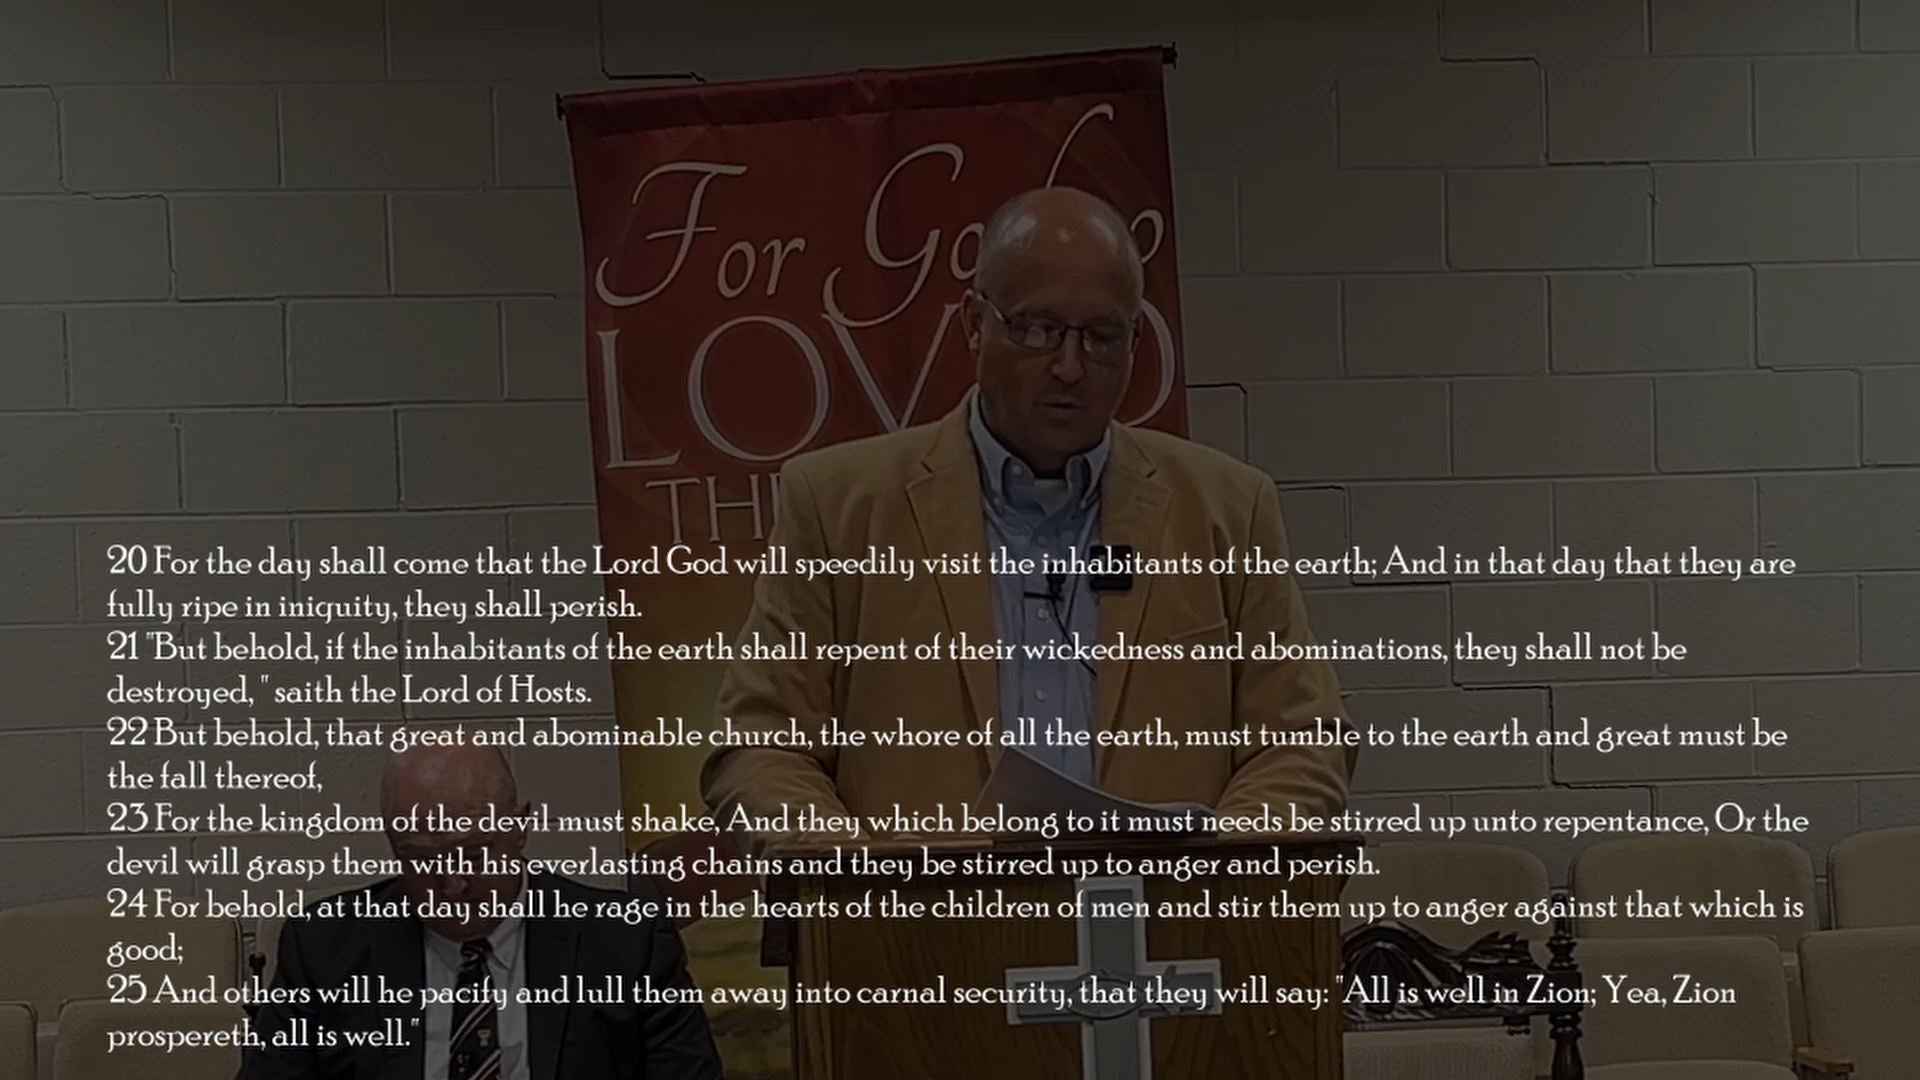 For God so
LOVED
THE
20 For the day shall come that the Lord God will speedily visit the inhabitants of the earth; And in that day that they are
fully ripe in iniquity, they shall perish.
21 "But behold, if the inhabitants of the earth shall repent of their wickedness and abominations, they shall not be
destroyed, " saith the Lord of Hosts.
22 But behold, that great and abominable church, the whore of all the earth, must tumble to the earth and great must be
the fall thereof,
23 For the kingdom of the devil must shake, And they which belong to it must needs be stirred up unto repentance, Or the
devil will grasp them with his everlasting chains and they be stirred up to anger and perish.
24 For behold, at that day shall he rage in the hearts of the children of men and stir them up to anger against that which is
good;
25 And others will he pacify and lull them away into carnal security, that they will say: "All is well in Zion; Yea, Zion
prospereth, all is well."